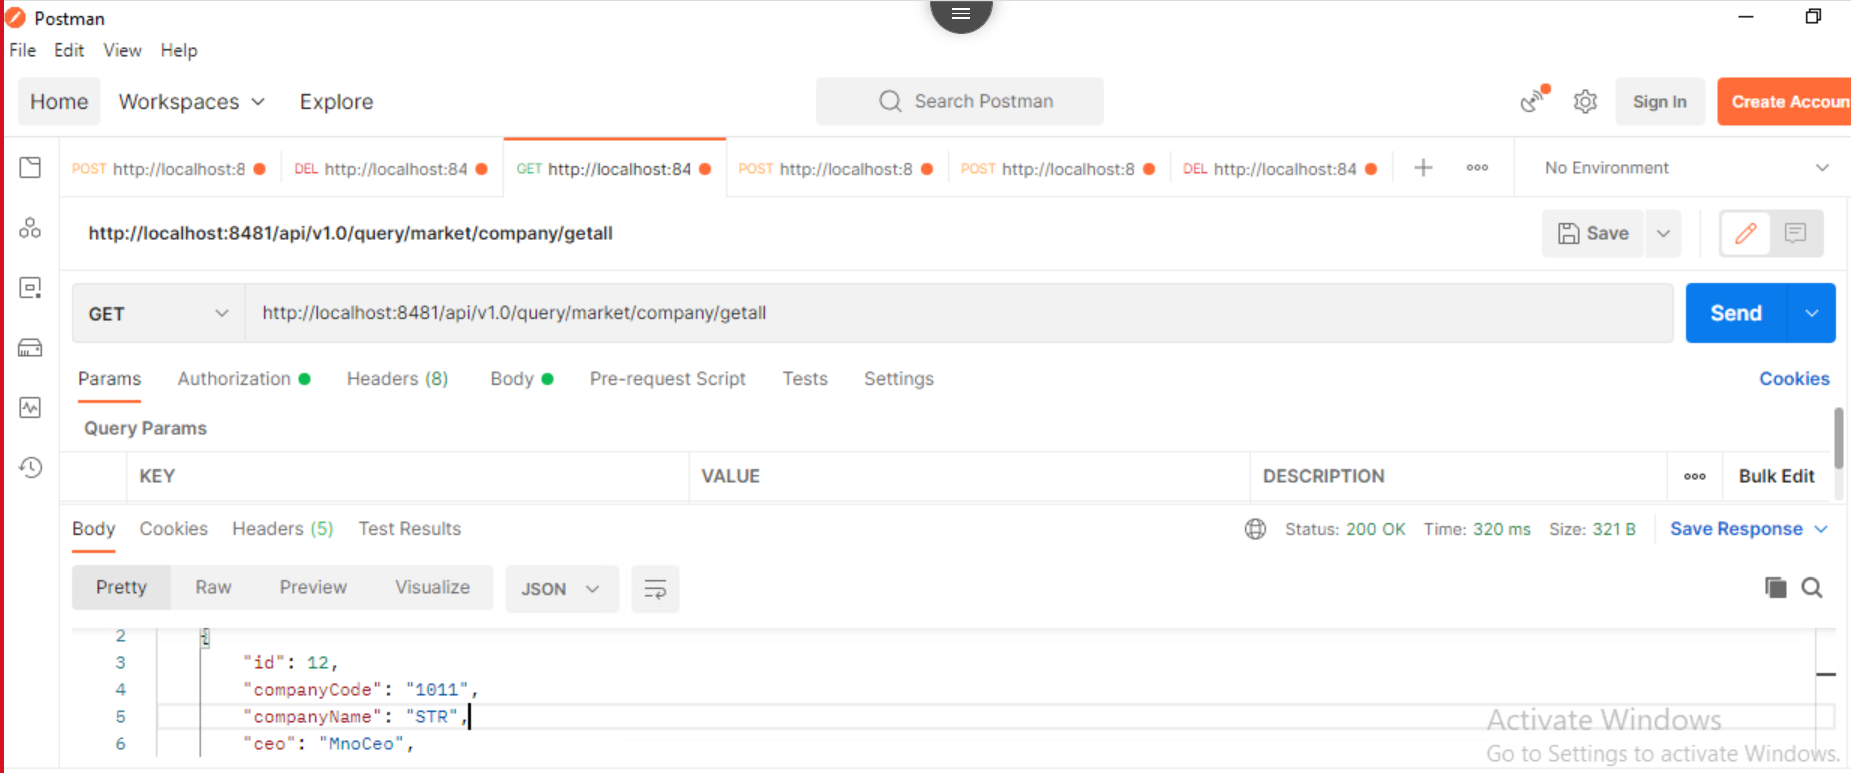 Postman
File Edit View Help
Home Workspaces Explore Search Postman Sign In Create Accoun
POST http://localhost:8 DEL http://localhost:84 GET http://localhost:84 POST http://localhost:8 POST http://localhost:8 DEL http://localhost:84 No Environment
http://localhost:8481/api/v1.0/query/market/company/getall Save
GET http://localhost:8481/api/v1.0/query/market/company/getall Send
Params Authorization Headers (8) Body Pre-request Script Tests Settings Cookies
Query Params
KEY VALUE DESCRIPTION Bulk Edit
Body Cookies Headers (5) Test Results Status: 200 OK Time: 320 ms Size: 321 B Save Response
Pretty Raw Preview Visualize JSON
2 {
3 "id": 12,
4 "companyCode": "1011",
5 "companyName": "STR",
6 "ceo": "MnoCeo",
Activate Windows
Go to Settings to activate Windows.